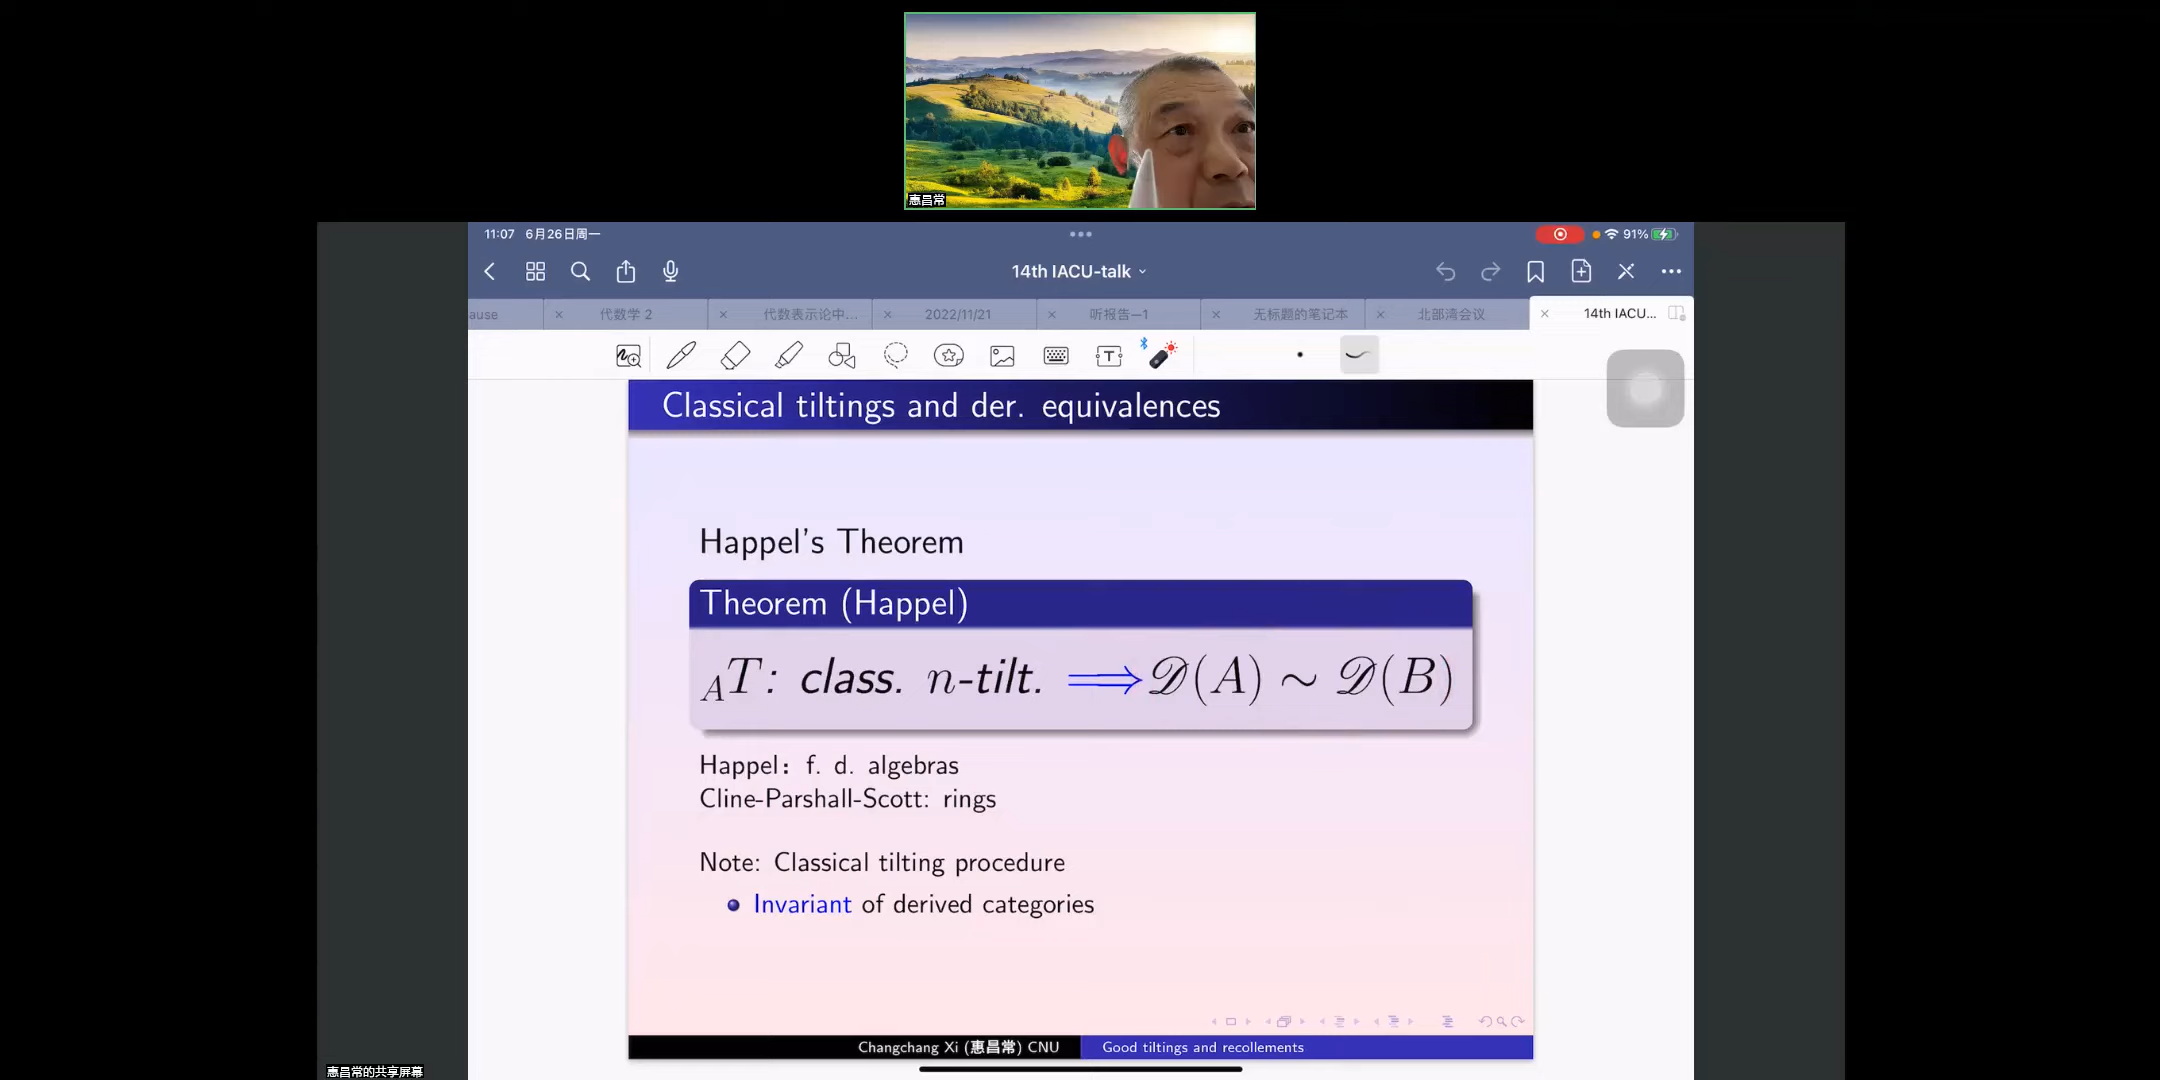 惠昌常
11:07 6月26日周一
91%
14th IACU-talk
ause
代数学 2
代数表示论中...
2022/11/21
听报告—1
无标题的笔记本
北部湾会议
14th IACU...
Classical tiltings and der. equivalences
Happel's Theorem
Theorem (Happel)
_AT: class. n-tilt. ⟹ 𝒟(A) ∼ 𝒟(B)
Happel: f. d. algebras
Cline-Parshall-Scott: rings
Note: Classical tilting procedure
Invariant of derived categories
Changchang Xi (惠昌常) CNU
Good tiltings and recollements
惠昌常的共享屏幕